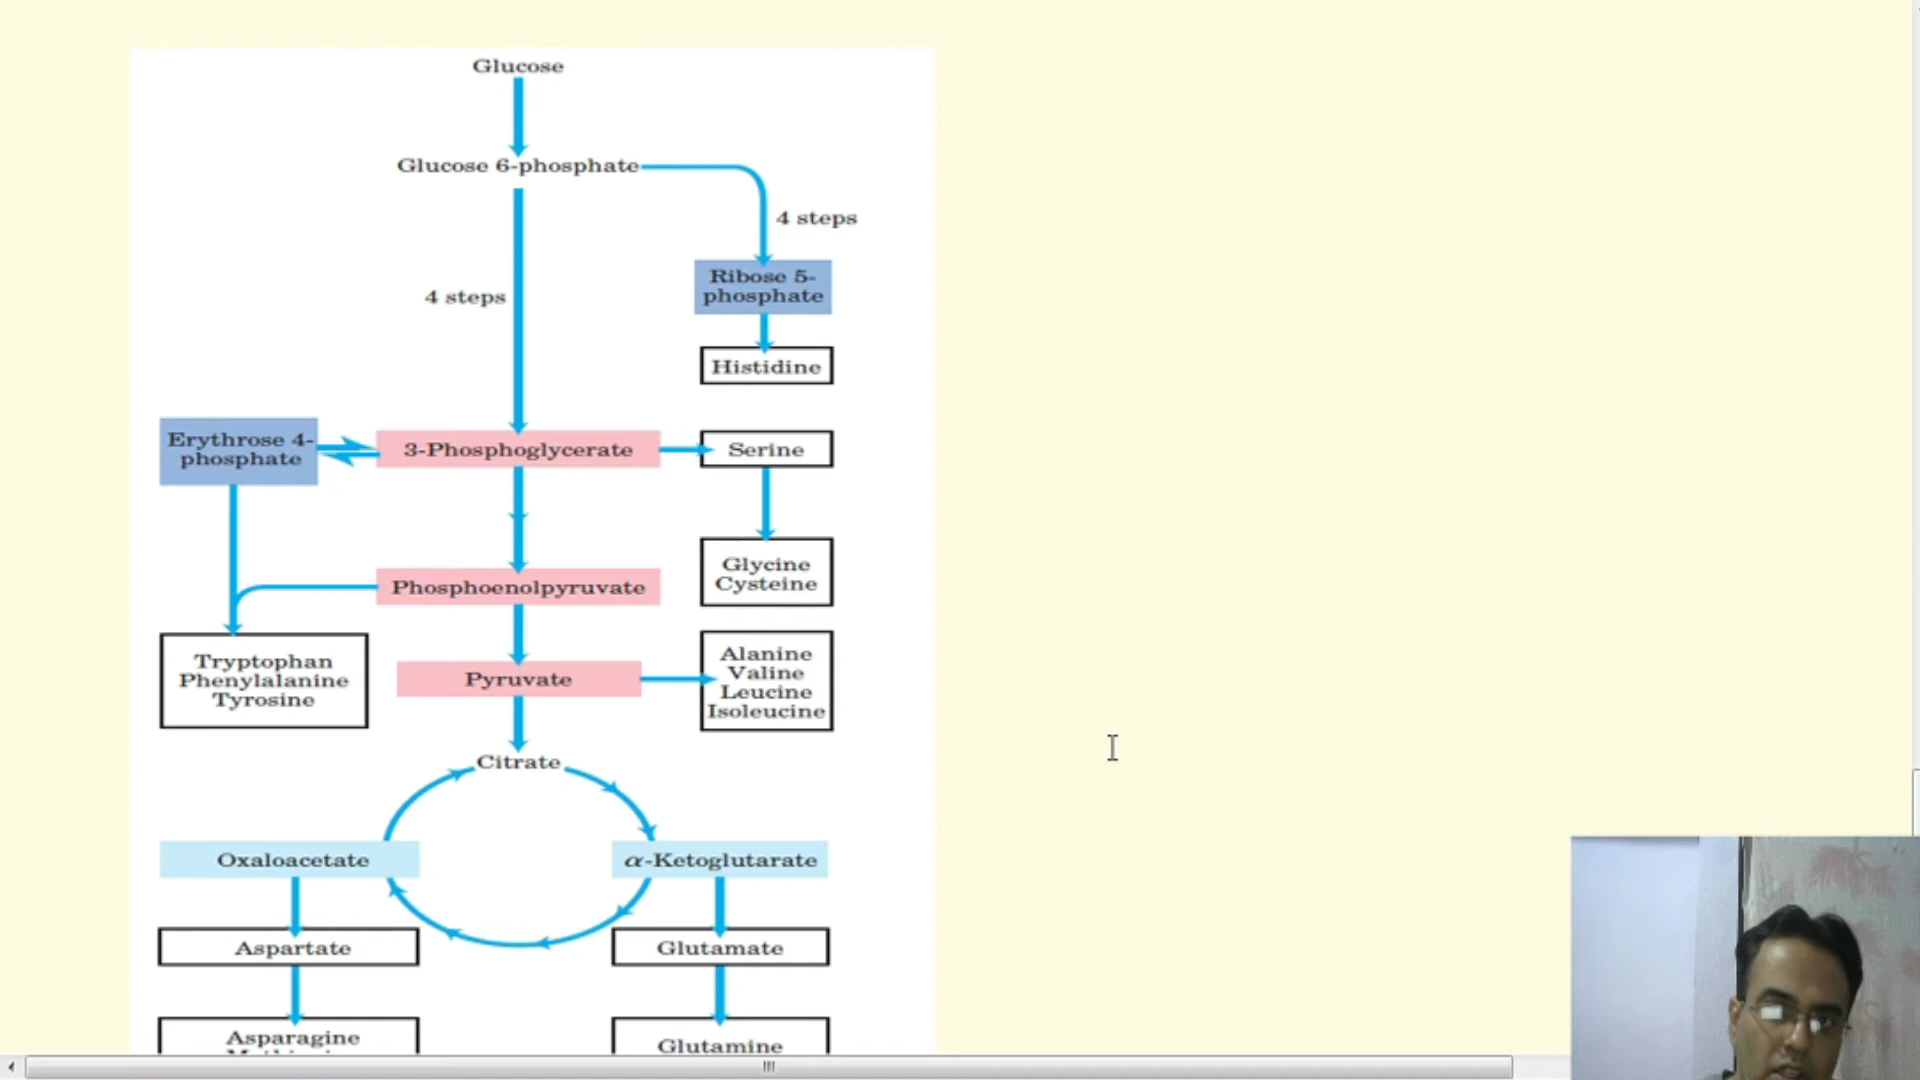 Glucose
Glucose 6-phosphate
4 steps
4 steps
Ribose 5-
phosphate
Histidine
Erythrose 4-
phosphate
3-Phosphoglycerate
Serine
Glycine
Cysteine
Phosphoenolpyruvate
Tryptophan
Phenylalanine
Tyrosine
Pyruvate
Alanine
Valine
Leucine
Isoleucine
Citrate
Oxaloacetate
α-Ketoglutarate
Aspartate
Glutamate
Asparagine
Glutamine